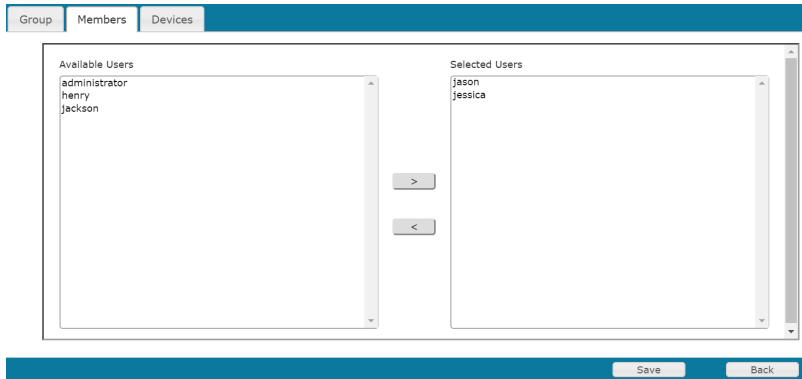 Group Members Devices
Available Users
administrator
henry
jackson
>
<
Selected Users
jason
jessica
Save Back